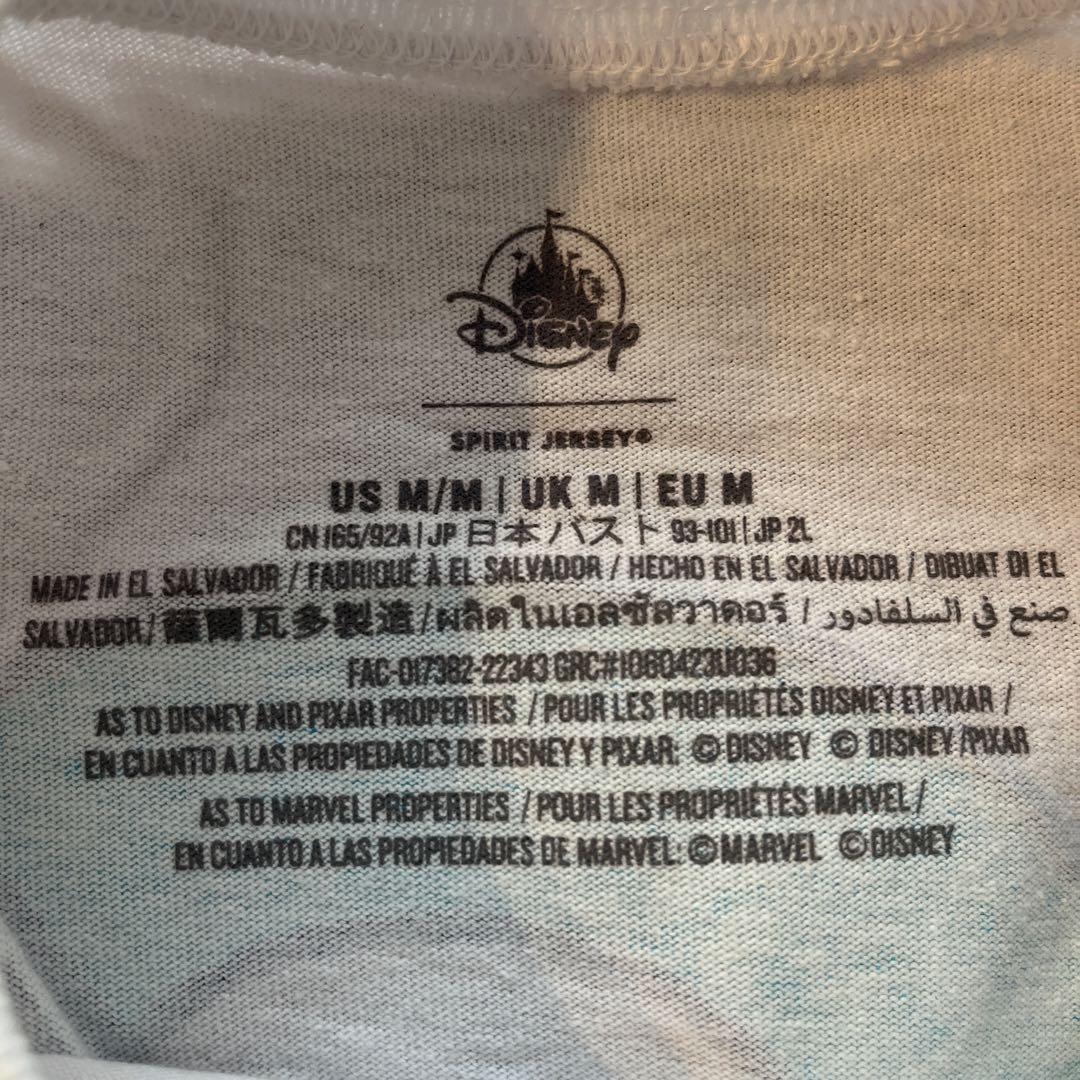 Disney
SPIRIT JERSEY®
US M/M | UK M | EU M
CN 165/92A | JP 日本 バスト 93-101 | JP 2L
MADE IN EL SALVADOR / FABRIQUÉ À EL SALVADOR / HECHO EN EL SALVADOR / DIBUAT DI EL
SALVADOR / 薩爾瓦多製造 / ผลิตในเอลซัลวาดอร์ / صنع في السلفادور
FAC-017382-22343 GRC#1060423U036
AS TO DISNEY AND PIXAR PROPERTIES / POUR LES PROPRIÉTÉS DISNEY ET PIXAR /
EN CUANTO A LAS PROPIEDADES DE DISNEY Y PIXAR: © DISNEY © DISNEY/PIXAR
AS TO MARVEL PROPERTIES / POUR LES PROPRIÉTÉS MARVEL /
EN CUANTO A LAS PROPIEDADES DE MARVEL: © MARVEL © DISNEY